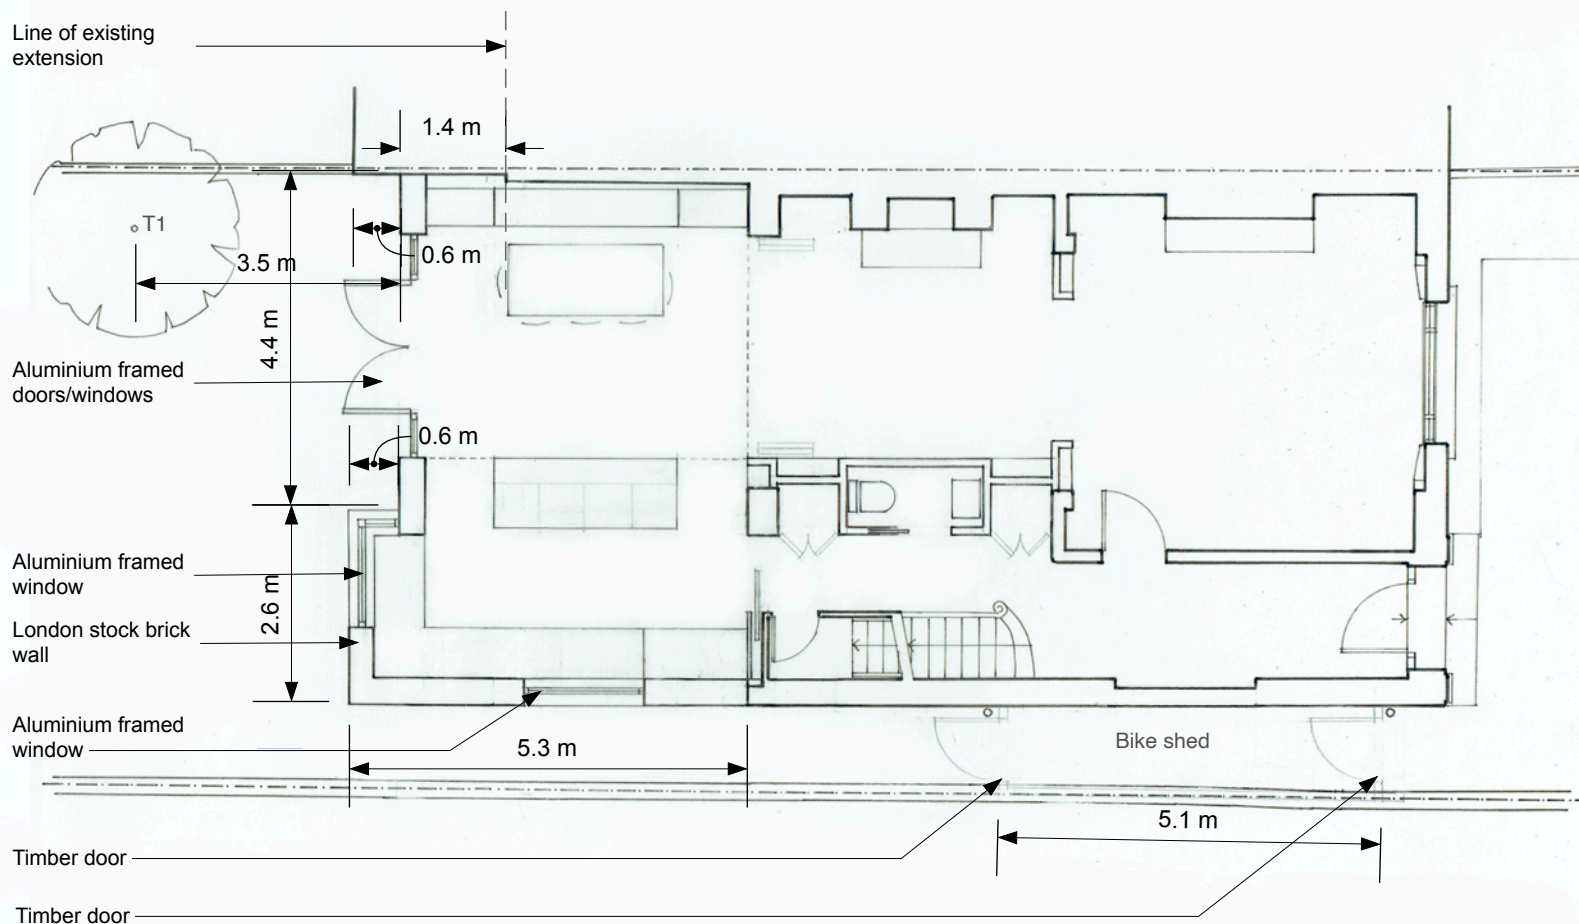 Line of existing
extension
1.4 m
T1
0.6 m
3.5 m
4.4 m
Aluminium framed
doors/windows
0.6 m
Aluminium framed
window
2.6 m
London stock brick
wall
Aluminium framed
window
5.3 m
Bike shed
5.1 m
Timber door
Timber door